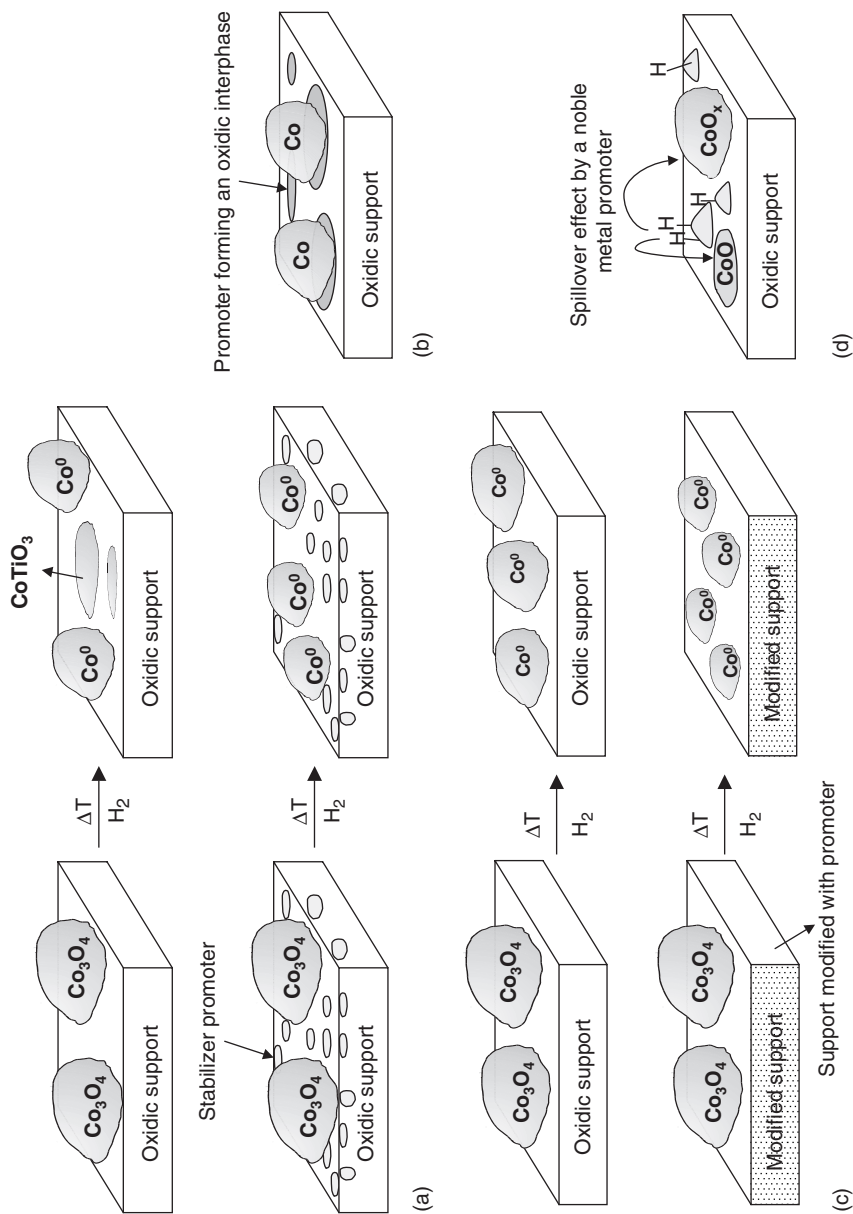 Co₃O₄
Co₃O₄
Oxidic support
ΔT
H₂
CoTiO₃
Co⁰
Co⁰
Oxidic support
Stabilizer promoter
Co₃O₄
Co₃O₄
Oxidic support
ΔT
H₂
Co⁰
Co⁰
Co⁰
Oxidic support
(a)
Promoter forming an oxidic interphase
Co
Co
Oxidic support
(b)
Co₃O₄
Co₃O₄
Oxidic support
ΔT
H₂
Co⁰
Co⁰
Co⁰
Oxidic support
Co₃O₄
Co₃O₄
Modified support
Support modified with promoter
ΔT
H₂
Co⁰
Co⁰
Co⁰
Co⁰
Modified support
(c)
Spillover effect by a noble
metal promoter
H
H
H
H
CoO
CoOₓ
Oxidic support
(d)